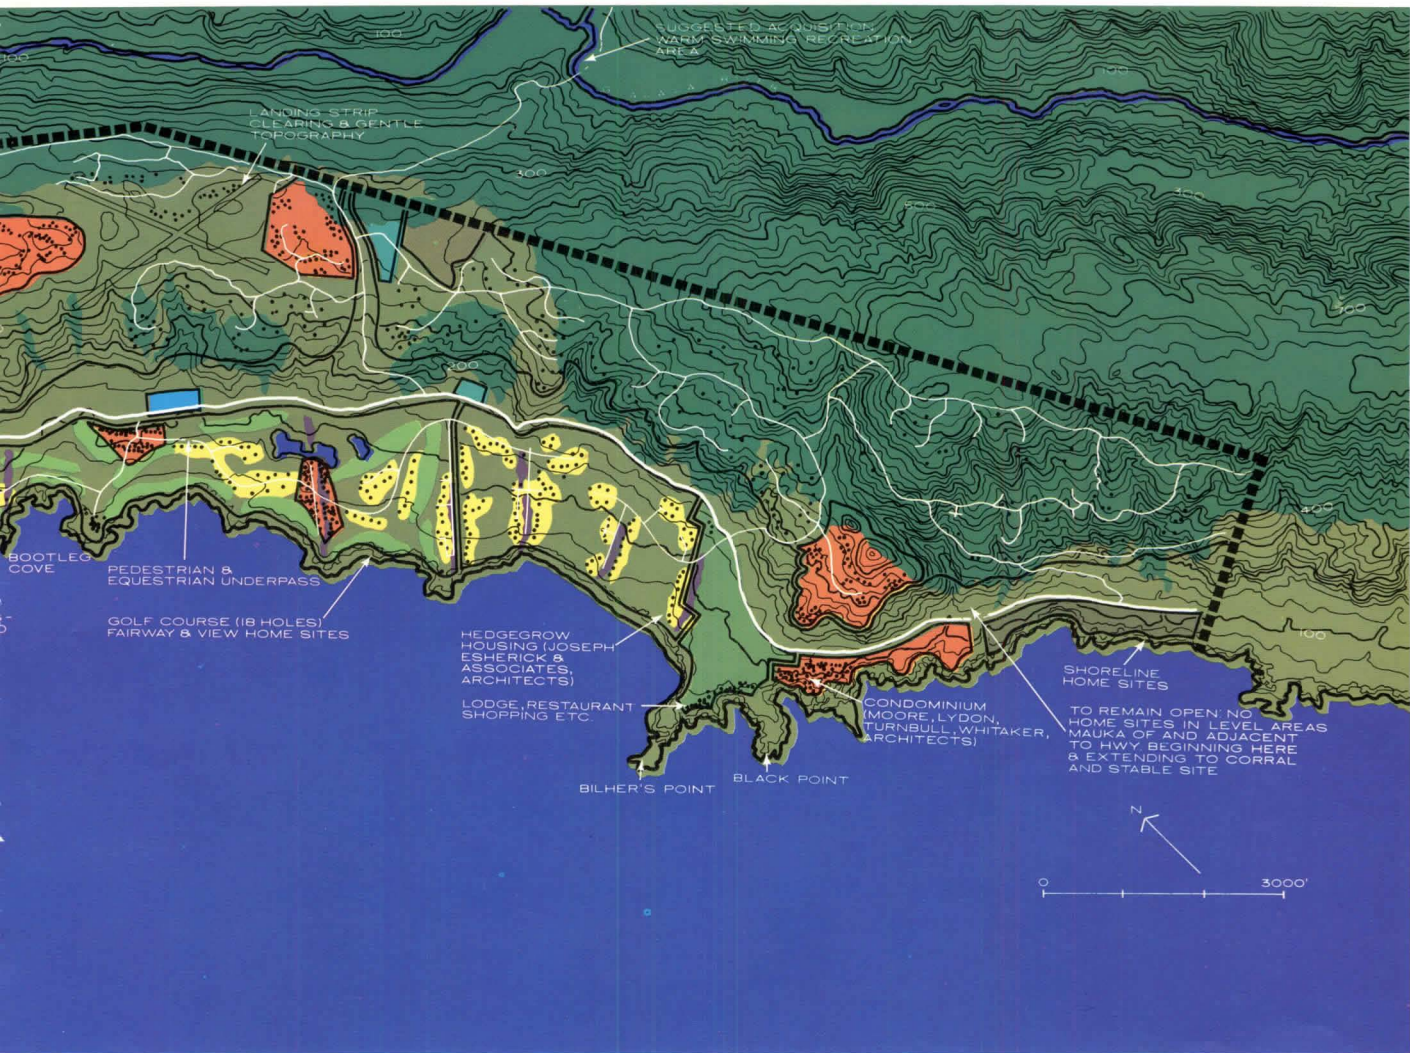 SUGGESTED ACQUISITION
WARM SWIMMING RECREATION
AREA
100
100
100
LANDING STRIP
CLEARING & GENTLE
TOPOGRAPHY
300
300
500
500
200
400
100
BOOTLEG
COVE
PEDESTRIAN &
EQUESTRIAN UNDERPASS
GOLF COURSE (18 HOLES)
FAIRWAY & VIEW HOME SITES
HEDGEGROW
HOUSING (JOSEPH
ESHERICK &
ASSOCIATES,
ARCHITECTS)
LODGE, RESTAURANT
SHOPPING ETC.
BILHER'S POINT
BLACK POINT
CONDOMINIUM
(MOORE, LYDON,
TURNBULL, WHITAKER,
ARCHITECTS)
SHORELINE
HOME SITES
TO REMAIN OPEN: NO
HOME SITES IN LEVEL AREAS
MAUKA OF AND ADJACENT
TO HWY. BEGINNING HERE
& EXTENDING TO CORRAL
AND STABLE SITE
N
0 3000'